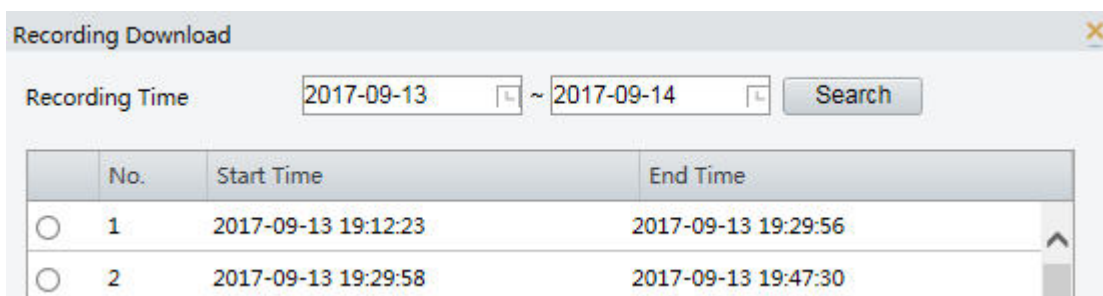 Recording Download
Recording Time 2017-09-13 ~ 2017-09-14 Search
No. Start Time End Time
1 2017-09-13 19:12:23 2017-09-13 19:29:56
2 2017-09-13 19:29:58 2017-09-13 19:47:30